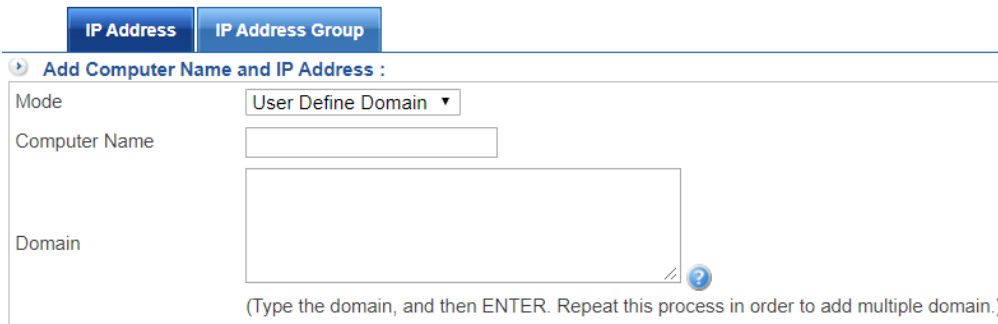 IP Address IP Address Group
Add Computer Name and IP Address :
Mode User Define Domain
Computer Name
Domain
(Type the domain, and then ENTER. Repeat this process in order to add multiple domain.)